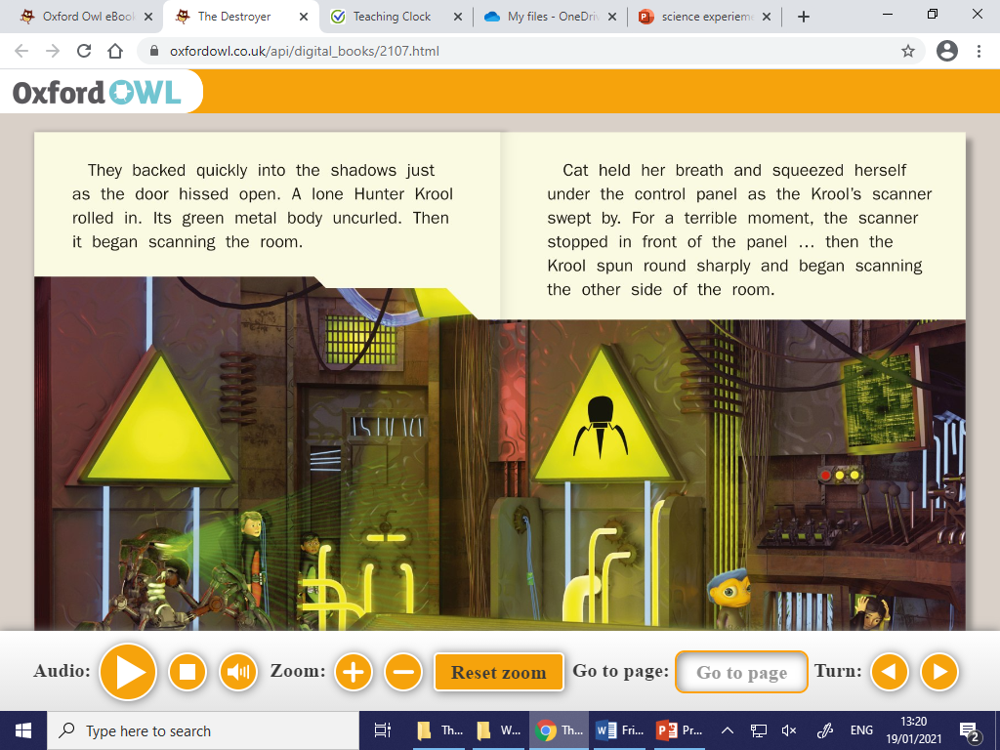 Oxford Owl eBoo
The Destroyer
Teaching Clock
My files - OneDri
science experieme
oxfordowl.co.uk/api/digital_books/2107.html
Oxford OWL
They backed quickly into the shadows just
as the door hissed open. A lone Hunter Krool
rolled in. Its green metal body uncurled. Then
it began scanning the room.
Cat held her breath and squeezed herself
under the control panel as the Krool's scanner
swept by. For a terrible moment, the scanner
stopped in front of the panel … then the
Krool spun round sharply and began scanning
the other side of the room.
Audio:
Zoom:
Reset zoom
Go to page:
Go to page
Turn:
Type here to search
Th...
W...
Th...
Fri...
Pr...
ENG
13:20
19/01/2021
2